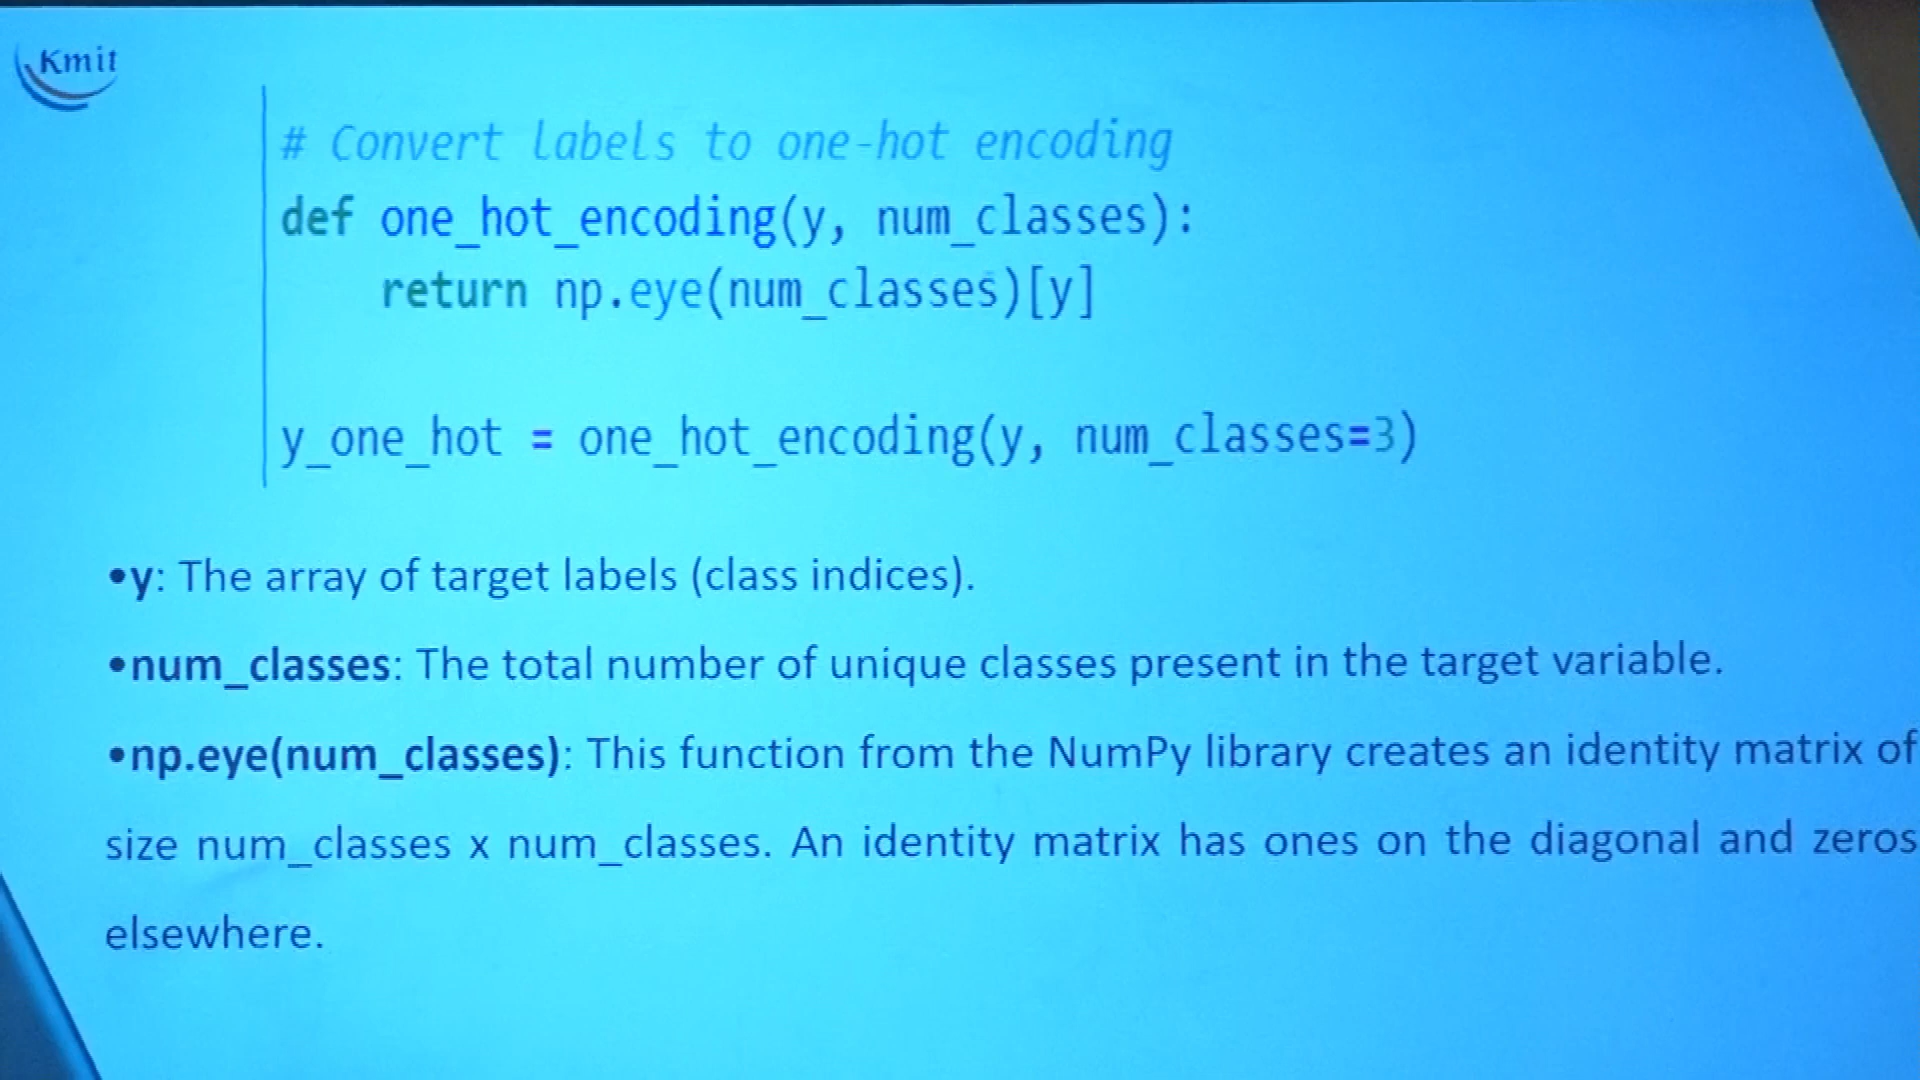 Kmit
# Convert labels to one-hot encoding
def one_hot_encoding(y, num_classes):
    return np.eye(num_classes)[y]
y_one_hot = one_hot_encoding(y, num_classes=3)
•y: The array of target labels (class indices).
•num_classes: The total number of unique classes present in the target variable.
•np.eye(num_classes): This function from the NumPy library creates an identity matrix of
size num_classes x num_classes. An identity matrix has ones on the diagonal and zeros
elsewhere.